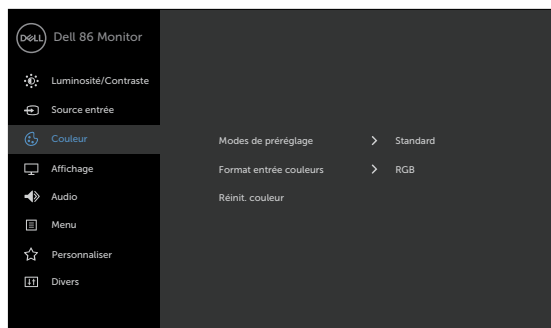 DELL Dell 86 Monitor
Luminosité/Contraste
Source entrée
Couleur
Affichage
Audio
Menu
Personnaliser
Divers
Modes de préréglage > Standard
Format entrée couleurs > RGB
Réinit. couleur